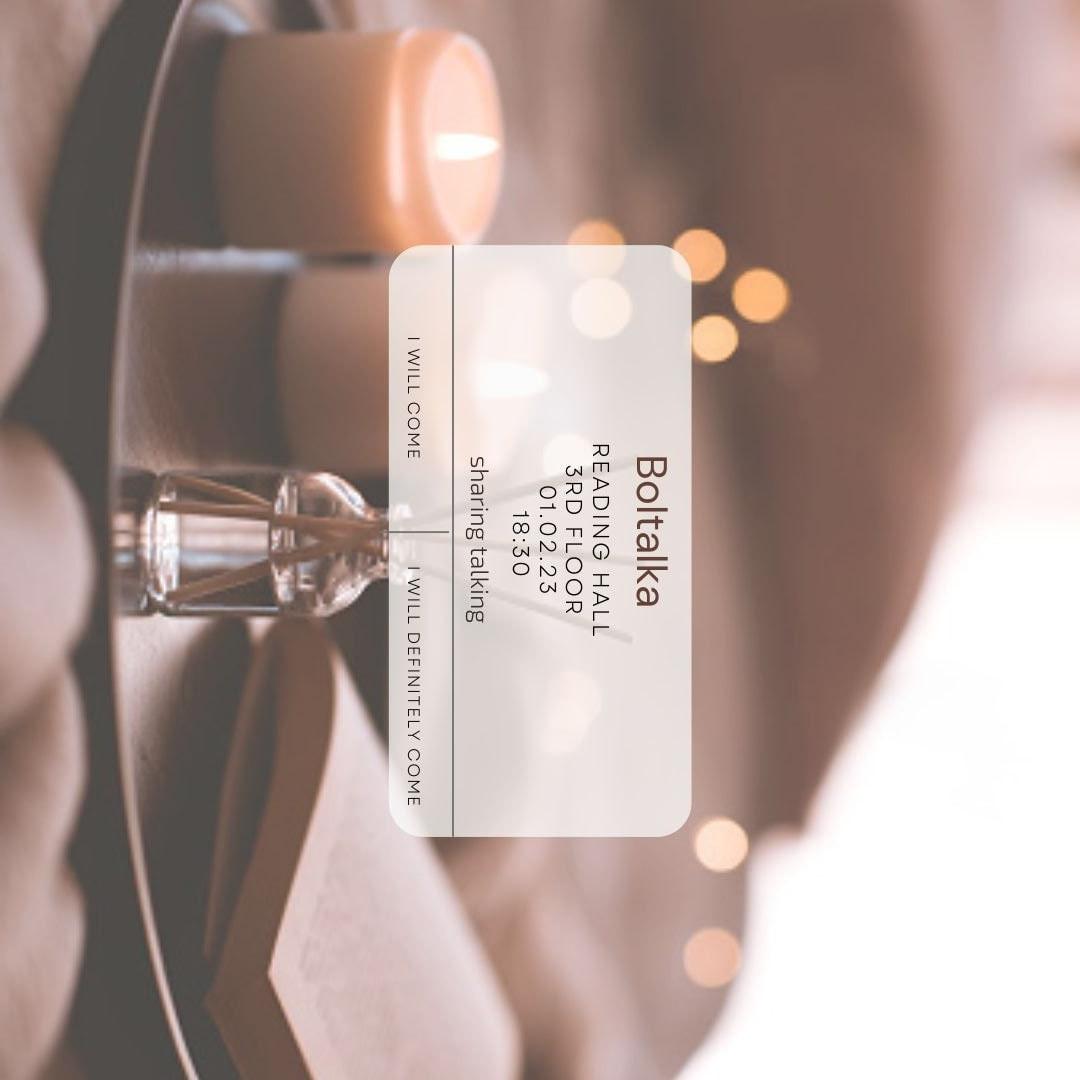 Boltalka
READING HALL
3RD FLOOR
01.02.23
18:30
sharing talking
I WILL COME
I WILL DEFINITELY COME